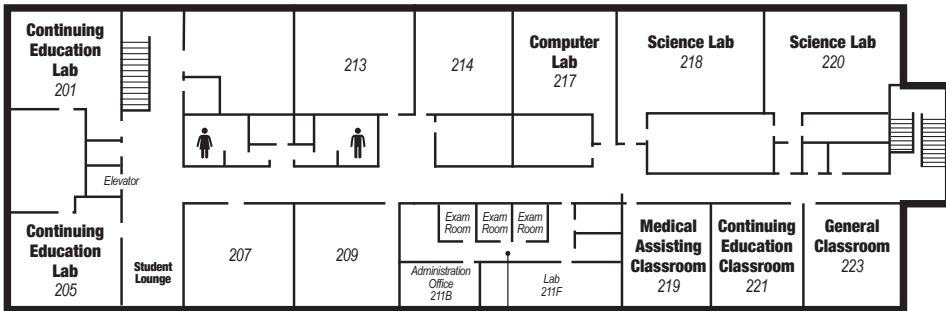 Continuing
Education
Lab
201
213
214
Computer
Lab
217
Science Lab
218
Science Lab
220
Elevator
Continuing
Education
Lab
205
Student
Lounge
207
209
Exam
Room
Exam
Room
Exam
Room
Administration
Office
211B
Lab
211F
Medical
Assisting
Classroom
219
Continuing
Education
Classroom
221
General
Classroom
223